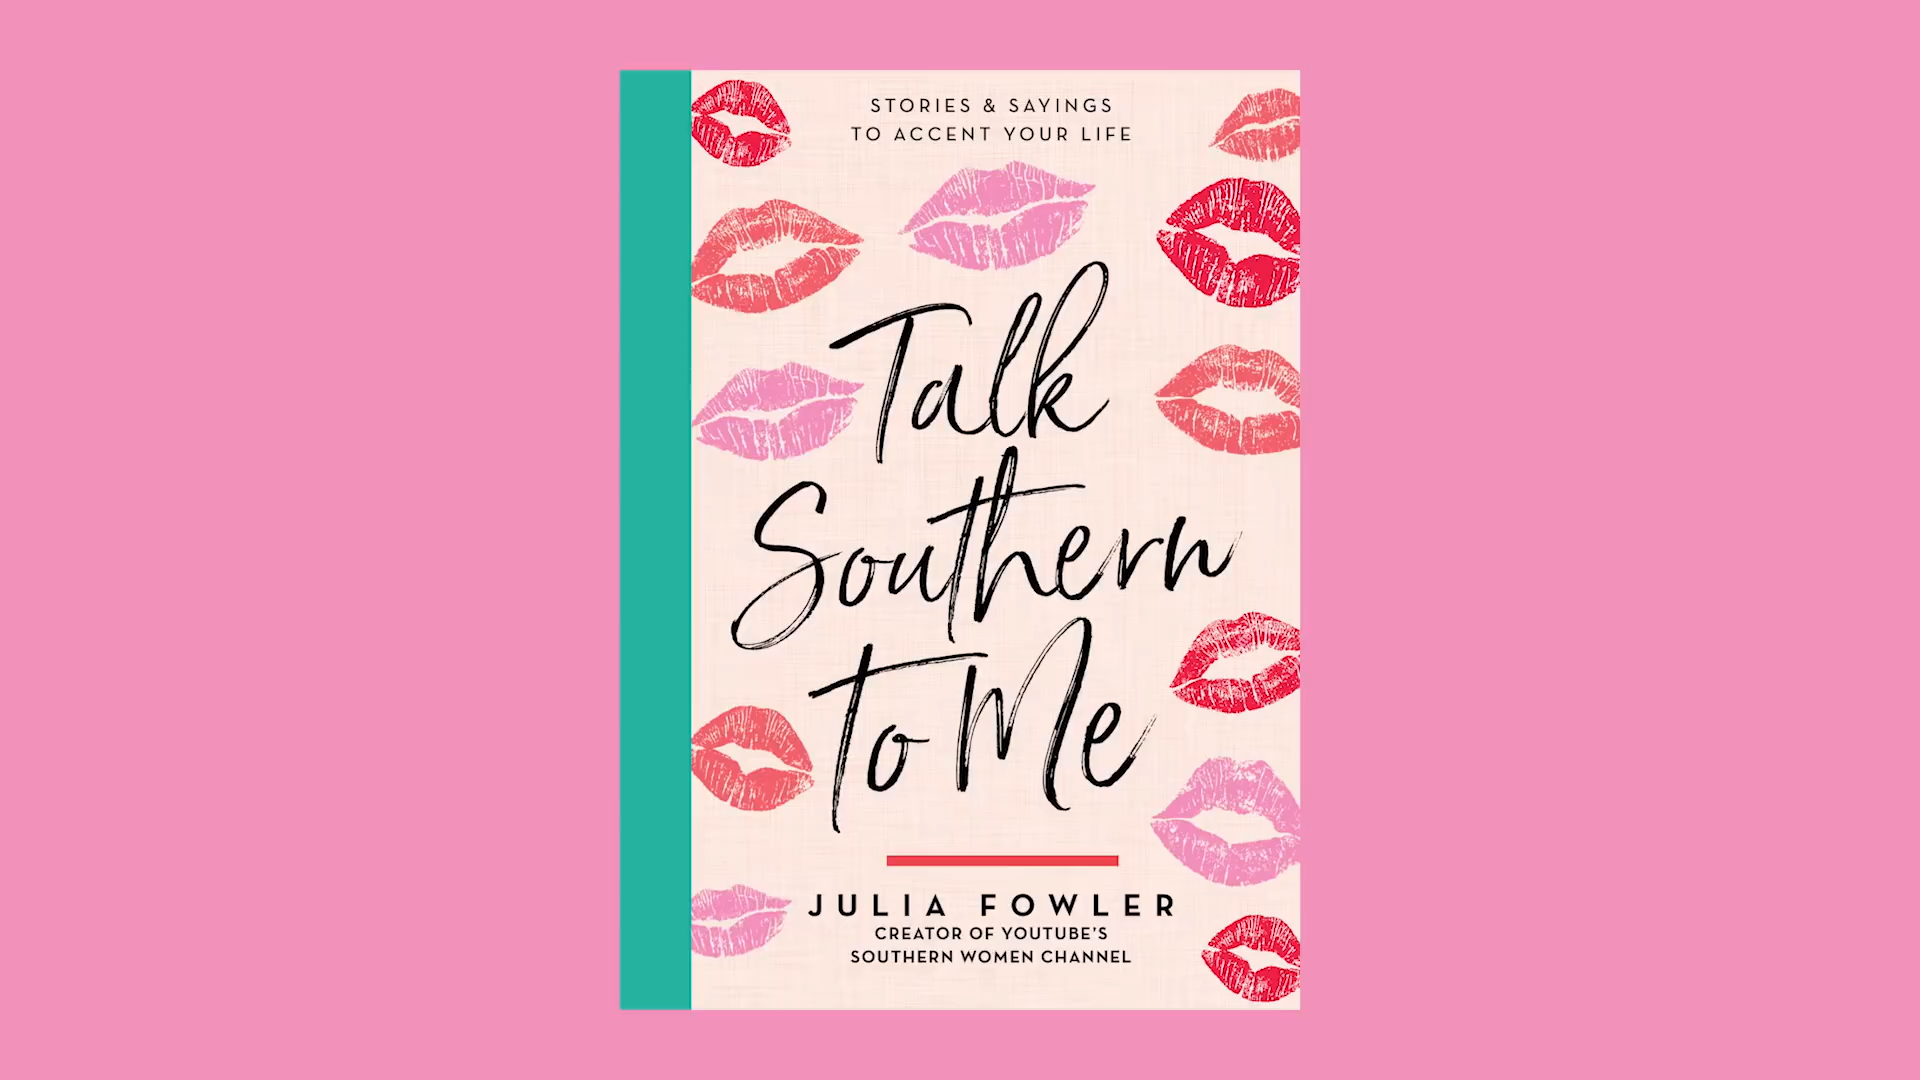 STORIES & SAYINGS
TO ACCENT YOUR LIFE
Talk
Southern
to Me
JULIA FOWLER
CREATOR OF YOUTUBE'S
SOUTHERN WOMEN CHANNEL